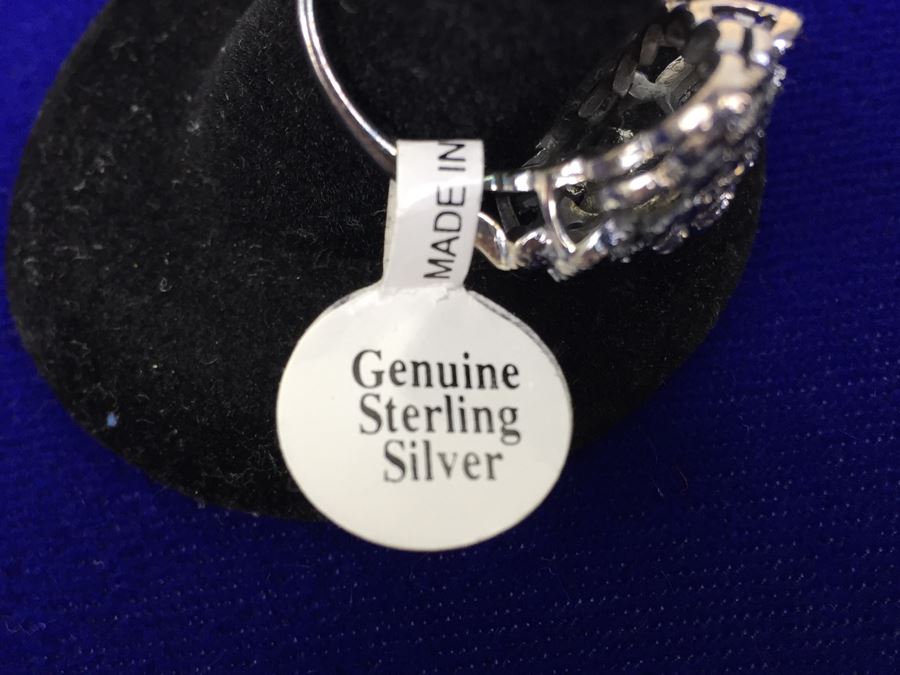 MADE IN
Genuine
Sterling
Silver